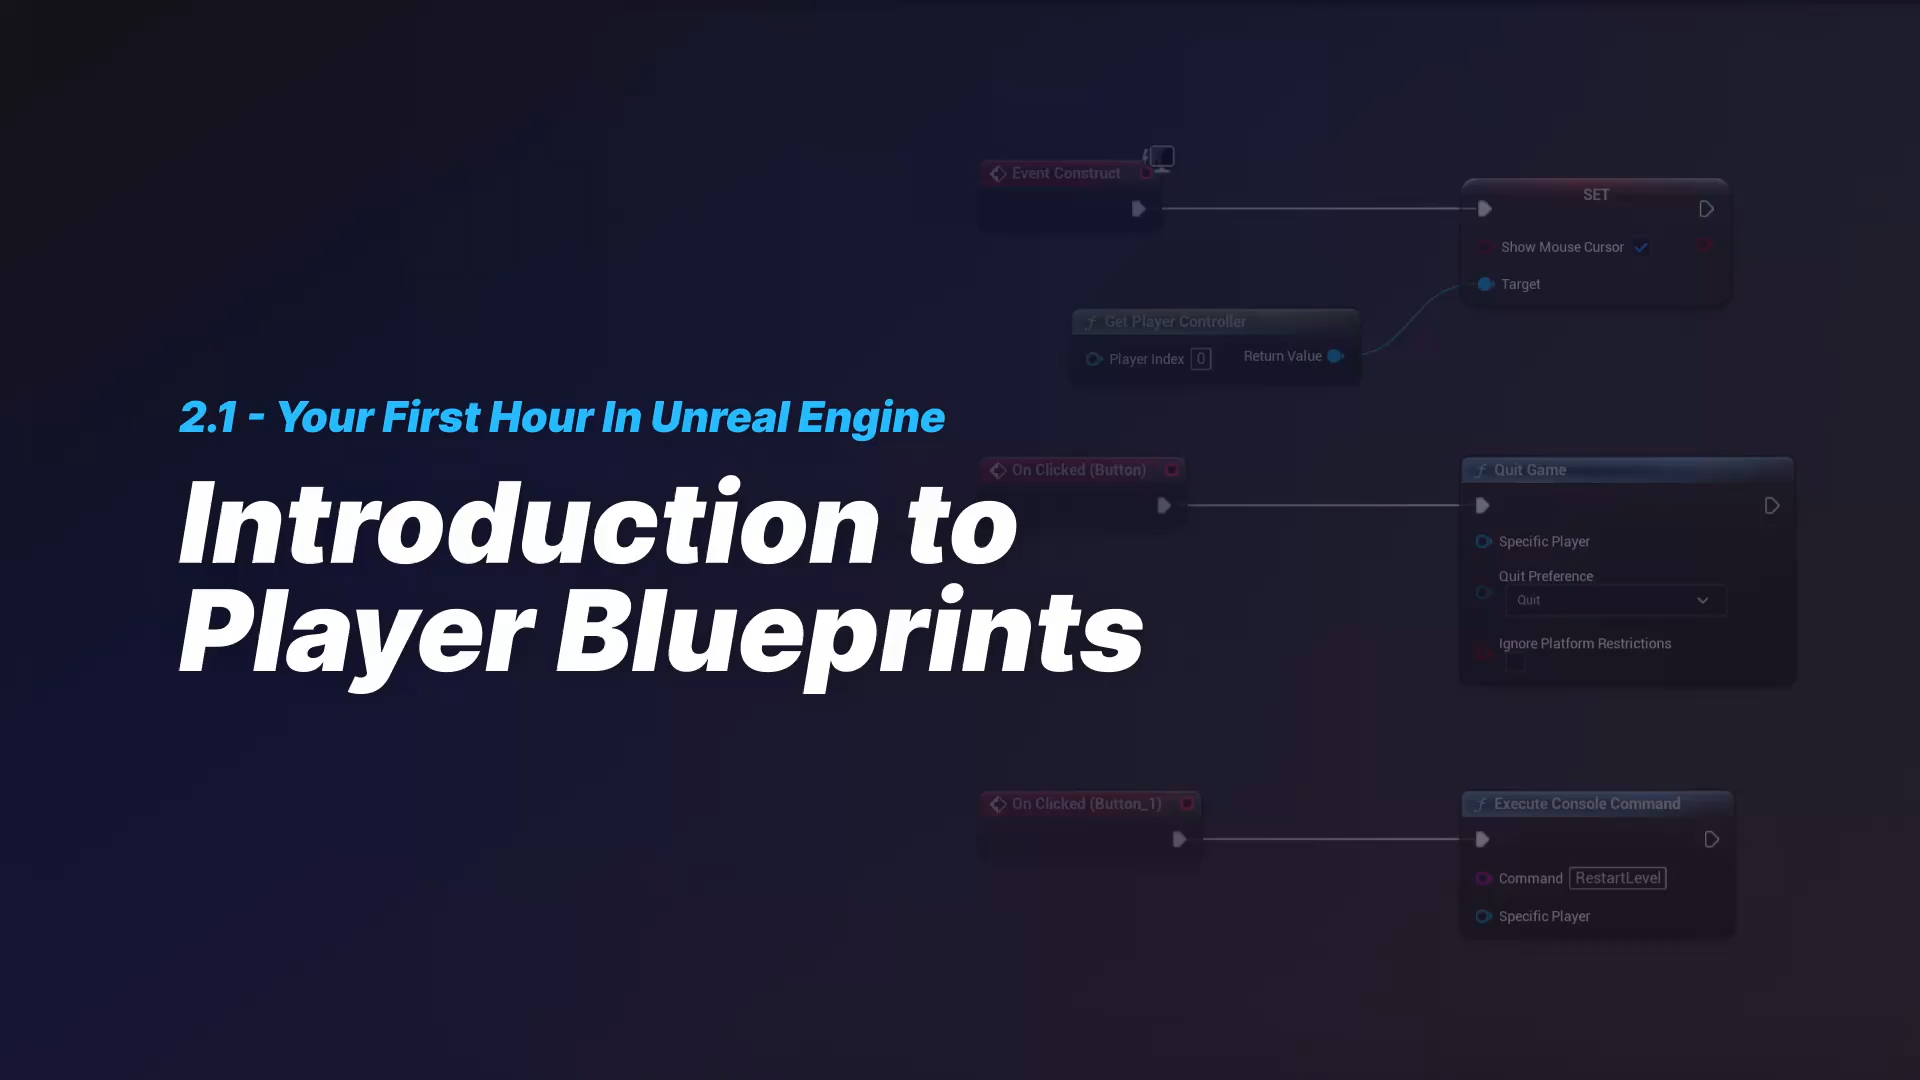 2.1 - Your First Hour In Unreal Engine
Introduction to
Player Blueprints
Event Construct
SET
Show Mouse Cursor
Target
Get Player Controller
Player Index 0
Return Value
On Clicked (Button)
Quit Game
Specific Player
Quit Preference
Quit
Ignore Platform Restrictions
On Clicked (Button_1)
Execute Console Command
Command RestartLevel
Specific Player